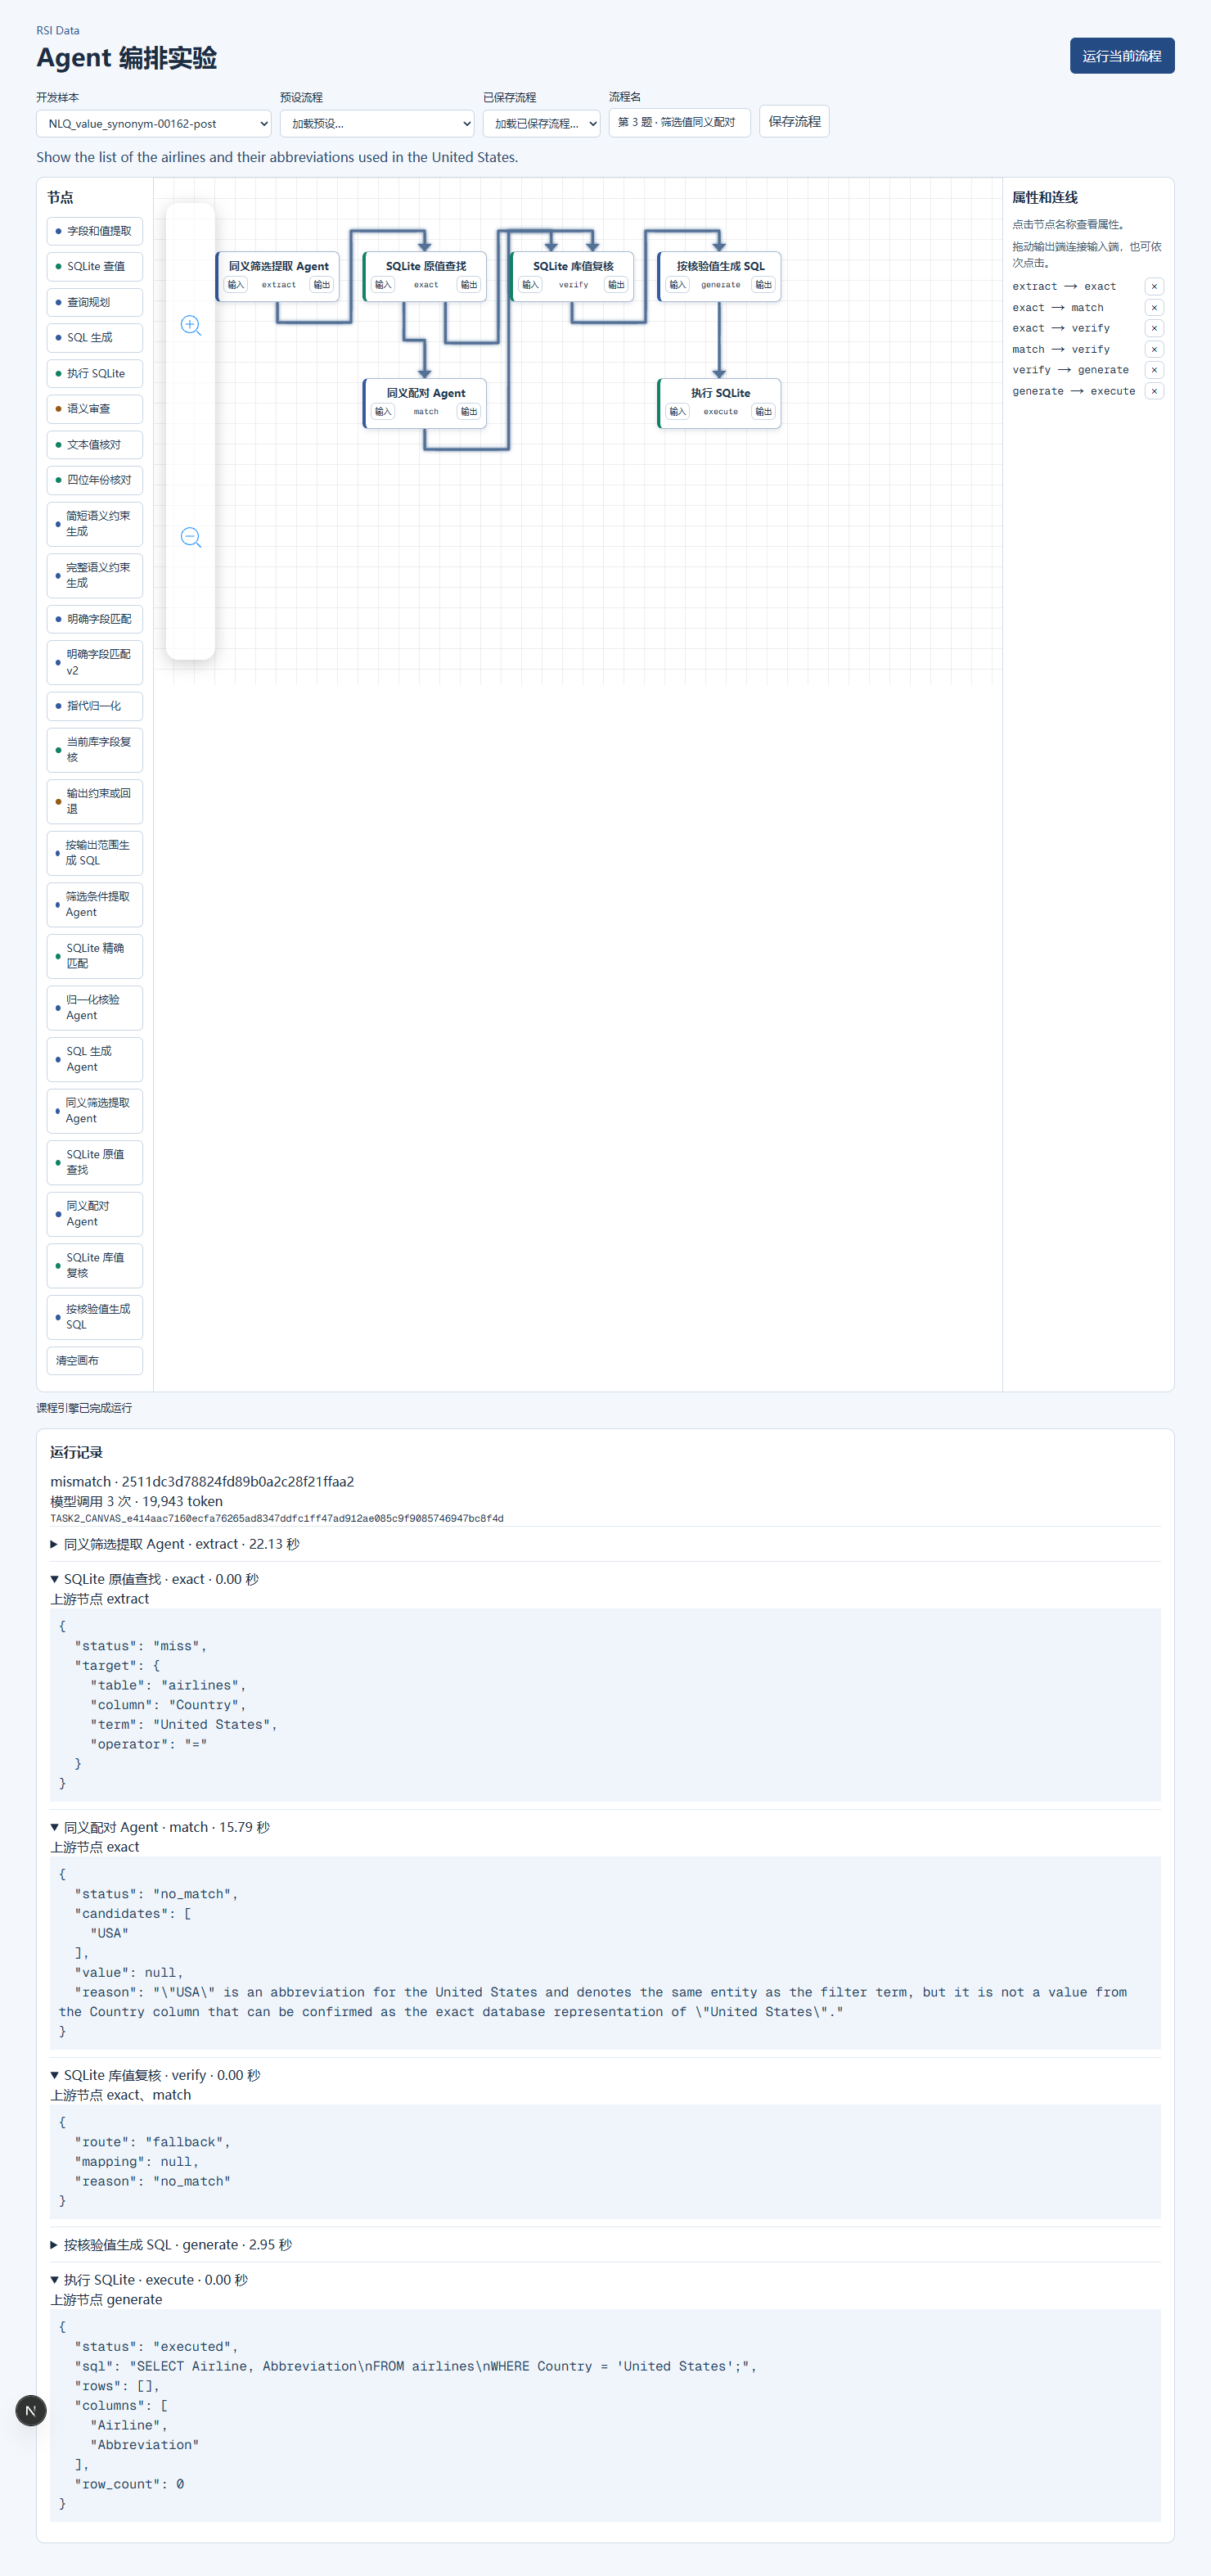 RSI Data
Agent 编排实验
运行当前流程
开发样本
预设流程
已保存流程
流程名
NLQ_value_synonym-00162-post
加载预设...
加载已保存流程...
第 3 题 · 筛选值同义配对
保存流程
Show the list of the airlines and their abbreviations used in the United States.
节点
字段和值提取
SQLite 查值
查询规划
SQL 生成
执行 SQLite
语义审查
文本值核对
四位年份核对
简短语义约束
生成
完整语义约束
生成
明确字段匹配
明确字段匹配
v2
指代归一化
当前库字段复
核
输出约束或回
退
按输出范围生
成 SQL
筛选条件提取
Agent
SQLite 精确
匹配
归一化核验
Agent
SQL 生成
Agent
同义筛选提取
Agent
SQLite 原值
查找
同义配对
Agent
SQLite 库值
复核
按核验值生成
SQL
清空画布
同义筛选提取 Agent
输入 extract 输出
SQLite 原值查找
输入 exact 输出
SQLite 库值复核
输入 verify 输出
按核验值生成 SQL
输入 generate 输出
同义配对 Agent
输入 match 输出
执行 SQLite
输入 execute 输出
属性和连线
点击节点名称查看属性。
拖动输出端连接输入端，也可依
次点击。
extract → exact ×
exact → match ×
exact → verify ×
match → verify ×
verify → generate ×
generate → execute ×
课程引擎已完成运行
运行记录
mismatch · 2511dc3d78824fd89b0a2c28f21ffaa2
模型调用 3 次 · 19,943 token
TASK2_CANVAS_e414aac7160ecfa76265ad8347ddfc1ff47ad912ae085c9f9085746947bc8f4d
▶ 同义筛选提取 Agent · extract · 22.13 秒
▼ SQLite 原值查找 · exact · 0.00 秒
上游节点 extract
{
  "status": "miss",
  "target": {
    "table": "airlines",
    "column": "Country",
    "term": "United States",
    "operator": "="
  }
}
▼ 同义配对 Agent · match · 15.79 秒
上游节点 exact
{
  "status": "no_match",
  "candidates": [
    "USA"
  ],
  "value": null,
  "reason": "\"USA\" is an abbreviation for the United States and denotes the same entity as the filter term, but it is not a value from
the Country column that can be confirmed as the exact database representation of \"United States\"."
}
▼ SQLite 库值复核 · verify · 0.00 秒
上游节点 exact、match
{
  "route": "fallback",
  "mapping": null,
  "reason": "no_match"
}
▶ 按核验值生成 SQL · generate · 2.95 秒
▼ 执行 SQLite · execute · 0.00 秒
上游节点 generate
{
  "status": "executed",
  "sql": "SELECT Airline, Abbreviation\nFROM airlines\nWHERE Country = 'United States';",
  "rows": [],
  "columns": [
    "Airline",
    "Abbreviation"
  ],
  "row_count": 0
}
N